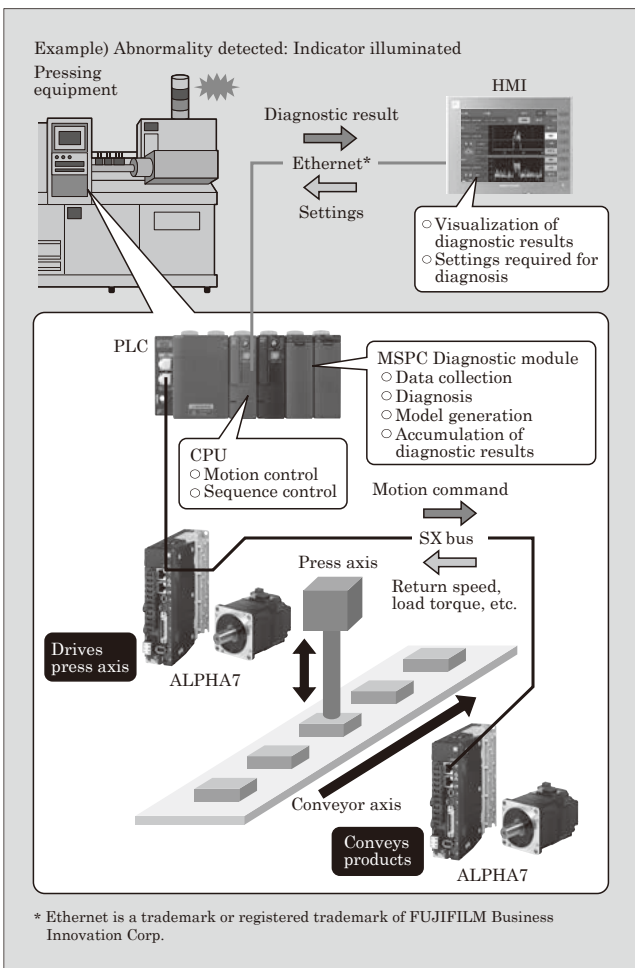 Example) Abnormality detected: Indicator illuminated
Pressing
equipment
HMI
Diagnostic result
Ethernet*
Settings
○ Visualization of
diagnostic results
○ Settings required for
diagnosis
PLC
MSPC Diagnostic module
○ Data collection
○ Diagnosis
○ Model generation
○ Accumulation of
diagnostic results
CPU
○ Motion control
○ Sequence control
Motion command
SX bus
Return speed,
load torque, etc.
Press axis
Drives
press axis
ALPHA7
Conveyor axis
Conveys
products
ALPHA7
* Ethernet is a trademark or registered trademark of FUJIFILM Business
Innovation Corp.